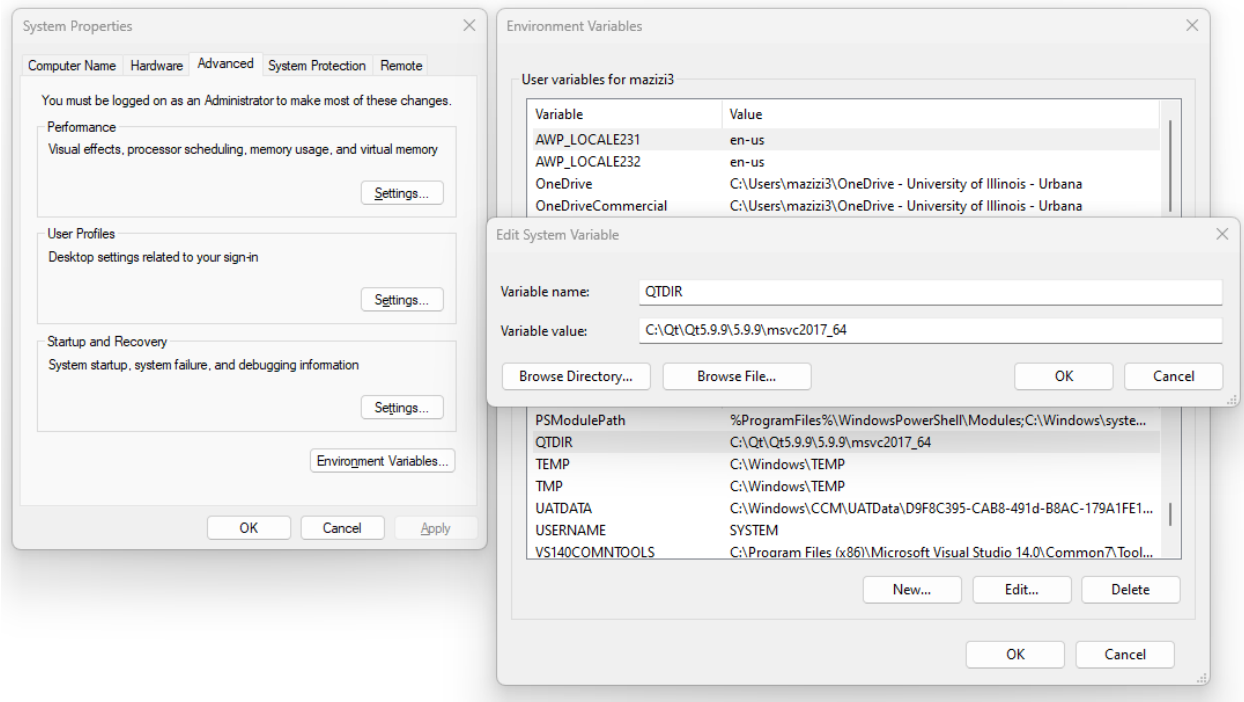 System Properties
Computer Name Hardware Advanced System Protection Remote
You must be logged on as an Administrator to make most of these changes.
Performance
Visual effects, processor scheduling, memory usage, and virtual memory
Settings...
User Profiles
Desktop settings related to your sign-in
Settings...
Startup and Recovery
System startup, system failure, and debugging information
Settings...
Environment Variables...
OK Cancel Apply
Environment Variables
User variables for mazizi3
Variable Value
AWP_LOCALE231 en-us
AWP_LOCALE232 en-us
OneDrive C:\Users\mazizi3\OneDrive - University of Illinois - Urbana
OneDriveCommercial C:\Users\mazizi3\OneDrive - University of Illinois - Urbana
Edit System Variable
Variable name: QTDIR
Variable value: C:\Qt\Qt5.9.9\5.9.9\msvc2017_64
Browse Directory... Browse File... OK Cancel
PSModulePath %ProgramFiles%\WindowsPowerShell\Modules;C:\Windows\syste...
QTDIR C:\Qt\Qt5.9.9\5.9.9\msvc2017_64
TEMP C:\Windows\TEMP
TMP C:\Windows\TEMP
UATDATA C:\Windows\CCM\UATData\D9F8C395-CAB8-491d-B8AC-179A1FE1...
USERNAME SYSTEM
VS140COMNTOOLS C:\Program Files (x86)\Microsoft Visual Studio 14.0\Common7\Tool...
New... Edit... Delete
OK Cancel